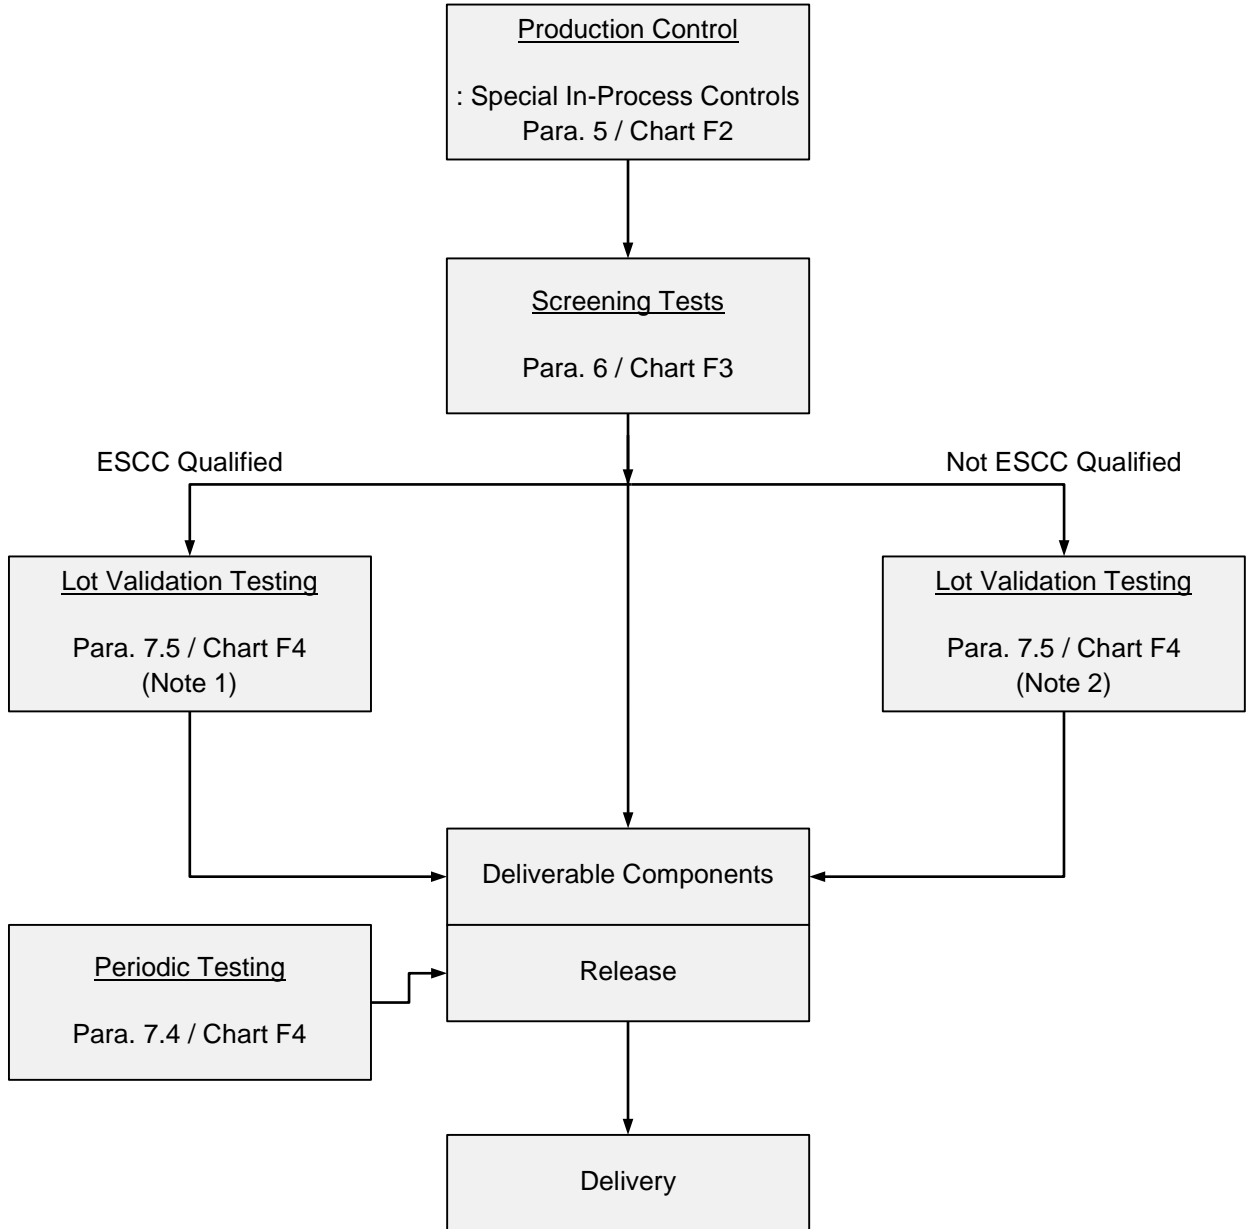 Production Control
: Special In-Process Controls
Para. 5 / Chart F2
Screening Tests
Para. 6 / Chart F3
ESCC Qualified
Not ESCC Qualified
Lot Validation Testing
Para. 7.5 / Chart F4
(Note 1)
Lot Validation Testing
Para. 7.5 / Chart F4
(Note 2)
Deliverable Components
Periodic Testing
Para. 7.4 / Chart F4
Release
Delivery